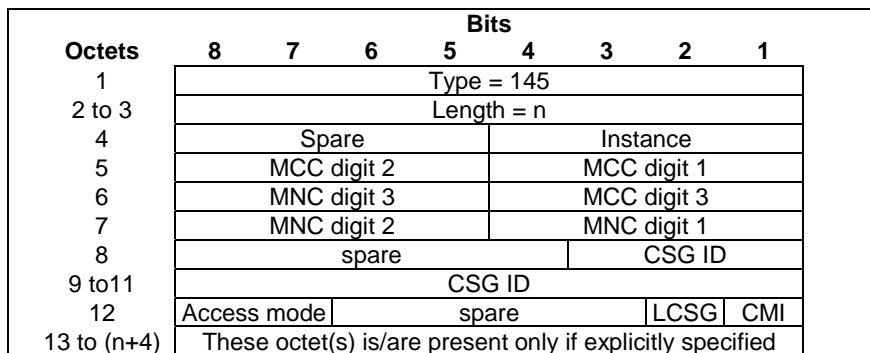 Bits
Octets 8 7 6 5 4 3 2 1
1 Type = 145
2 to 3 Length = n
4 Spare Instance
5 MCC digit 2 MCC digit 1
6 MNC digit 3 MCC digit 3
7 MNC digit 2 MNC digit 1
8 spare CSG ID
9 to11 CSG ID
12 Access mode spare LCSG CMI
13 to (n+4) These octet(s) is/are present only if explicitly specified